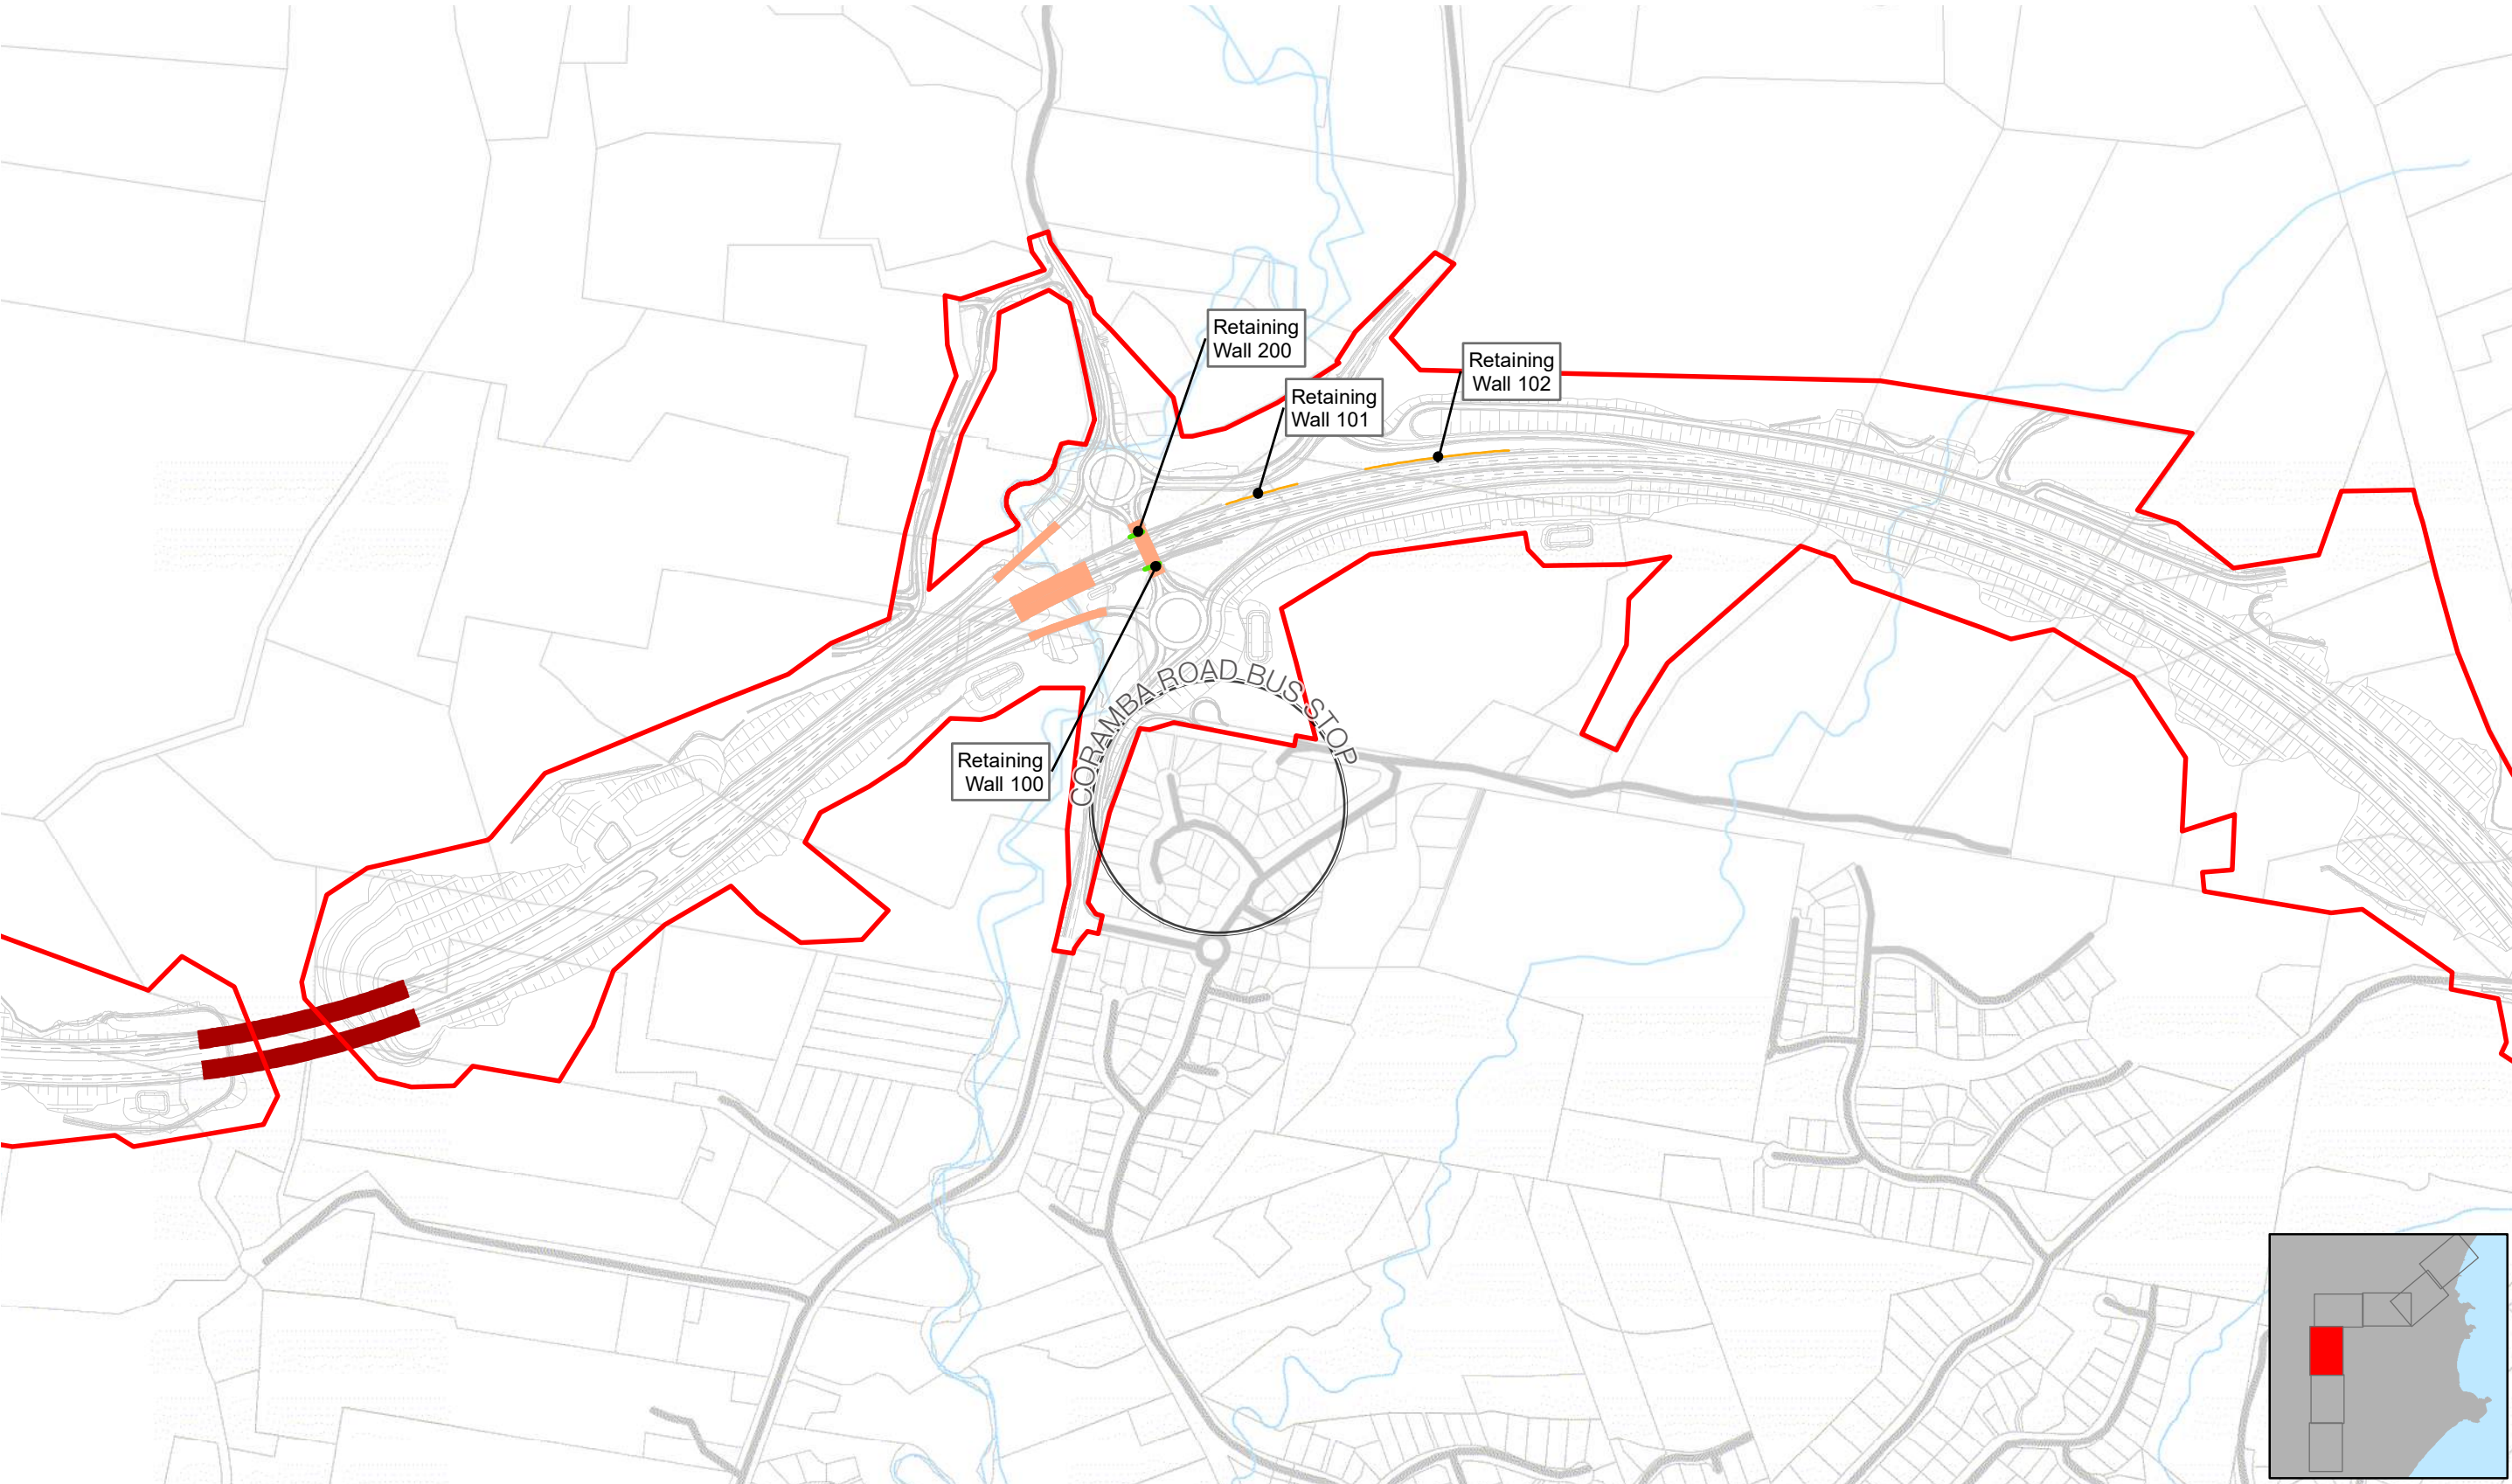 Retaining
Wall 200
Retaining
Wall 102
Retaining
Wall 101
CORAMBA ROAD BUS STOP
Retaining
Wall 100